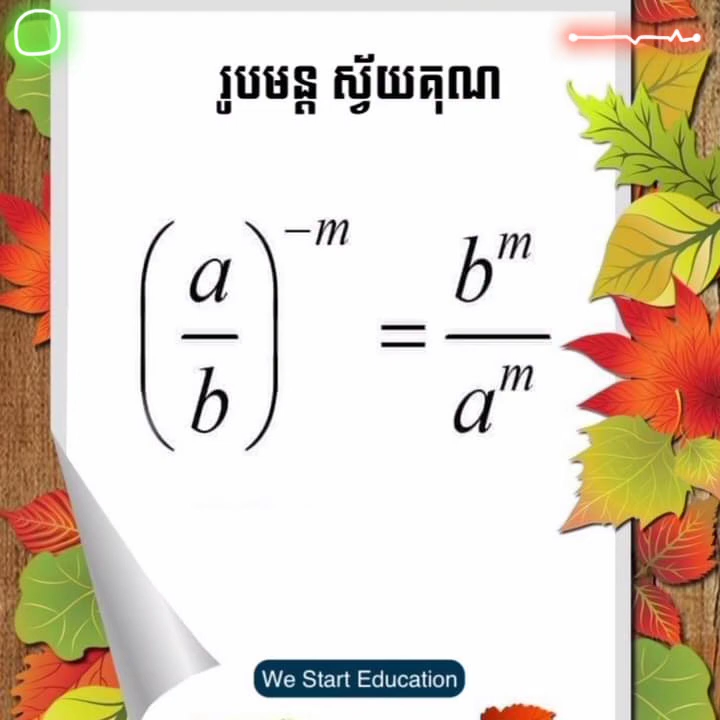 រូបមន្ត ស្វ័យគុណ
(a/b)^{-m} = b^m/a^m
We Start Education